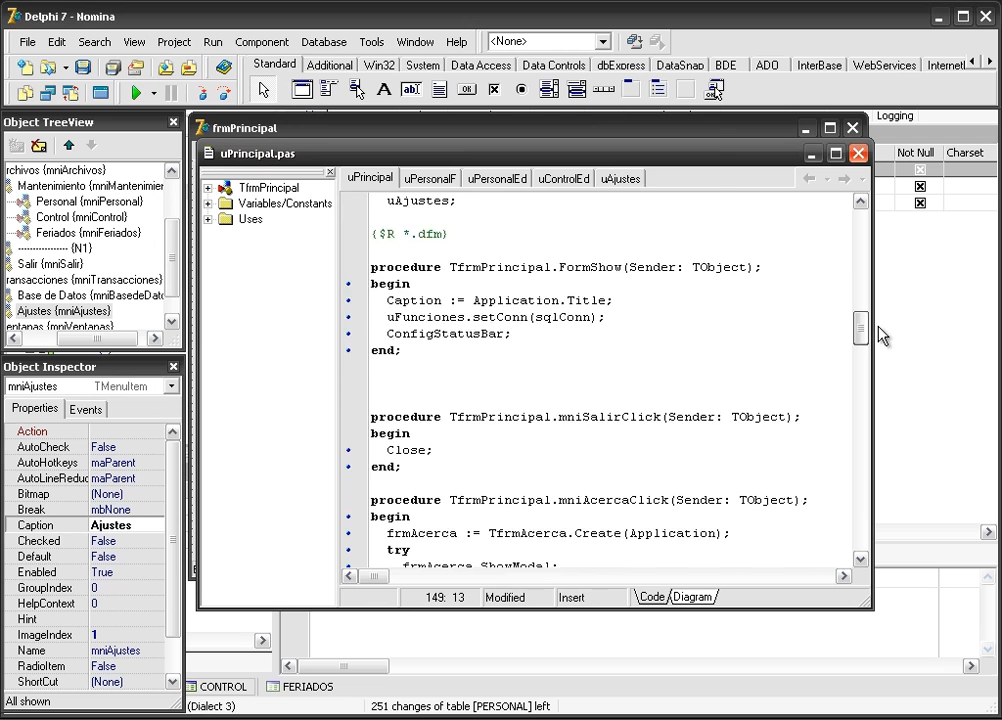 Delphi 7 - Nomina
File Edit Search View Project Run Component Database Tools Window Help <None>
Standard Additional Win32 System Data Access Data Controls dbExpress DataSnap BDE ADO InterBase WebServices
Object TreeView
rchivos {mniArchivos}
Mantenimiento {mniMantenimier
Personal {mniPersonal}
Control {mniControl}
Feriados {mniFeriados}
---------------- {N1}
Salir {mniSalir}
ransacciones {mniTransacciones}
Base de Datos {mniBasedeDato
Ajustes {mniAjustes}
entanas {mniVentanas}
Object Inspector
mniAjustes TMenuItem
Properties Events
Action
AutoCheck False
AutoHotkeys maParent
AutoLineReduc maParent
Bitmap (None)
Break mbNone
Caption Ajustes
Checked False
Default False
Enabled True
GroupIndex 0
HelpContext 0
Hint
ImageIndex 1
Name mniAjustes
RadioItem False
ShortCut (None)
All shown
frmPrincipal
uPrincipal.pas
TfrmPrincipal
Variables/Constants
Uses
uPrincipal uPersonalF uPersonalEd uControlEd uAjustes
uAjustes;
{$R *.dfm}
procedure TfrmPrincipal.FormShow(Sender: TObject);
begin
Caption := Application.Title;
uFunciones.setConn(sqlConn);
ConfigStatusBar;
end;
procedure TfrmPrincipal.mniSalirClick(Sender: TObject);
begin
Close;
end;
procedure TfrmPrincipal.mniAcercaClick(Sender: TObject);
begin
frmAcerca := TfrmAcerca.Create(Application);
try
frmAcerca.ShowModal;
149: 13 Modified Insert Code Diagram
Logging
Not Null Charset
CONTROL FERIADOS
(Dialect 3) 251 changes of table [PERSONAL] left